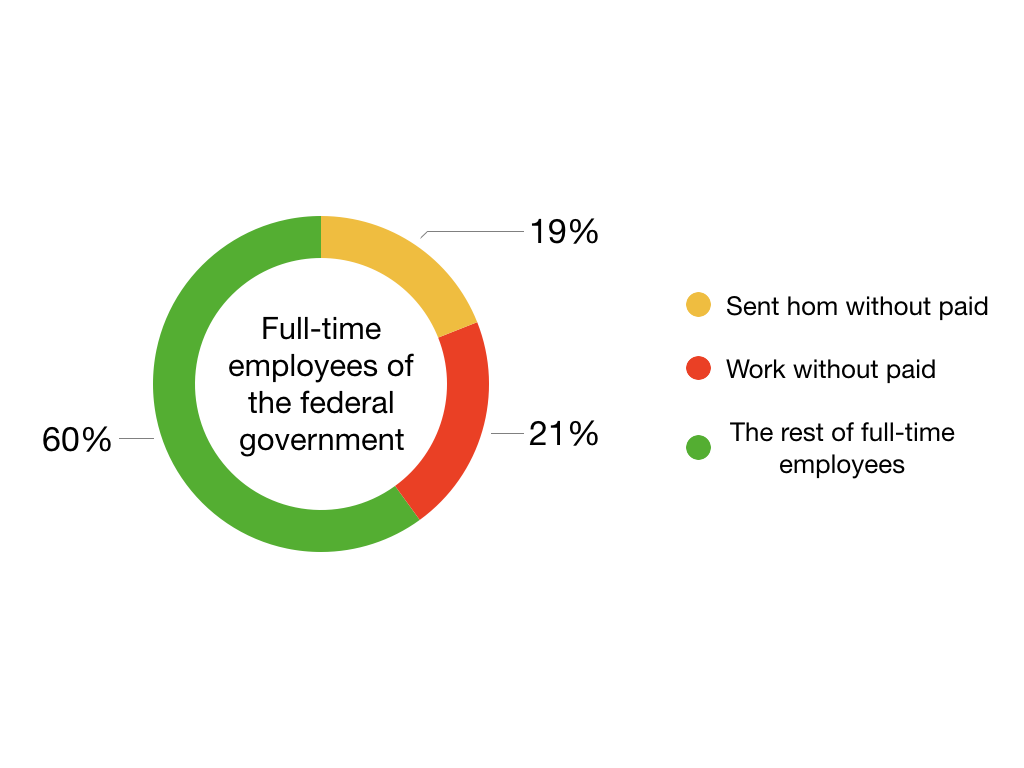 19%
Full-time
employees of
the federal
government
60%
21%
Sent hom without paid
Work without paid
The rest of full-time
employees